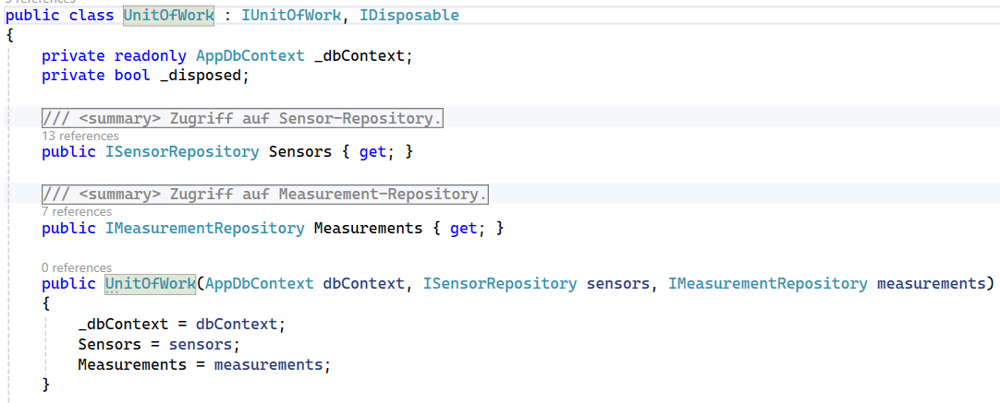 public class UnitOfWork : IUnitOfWork, IDisposable
{
private readonly AppDbContext _dbContext;
private bool _disposed;
/// <summary> Zugriff auf Sensor-Repository.
13 references
public ISensorRepository Sensors { get; }
/// <summary> Zugriff auf Measurement-Repository.
7 references
public IMeasurementRepository Measurements { get; }
0 references
public UnitOfWork(AppDbContext dbContext, ISensorRepository sensors, IMeasurementRepository measurements)
{
_dbContext = dbContext;
Sensors = sensors;
Measurements = measurements;
}